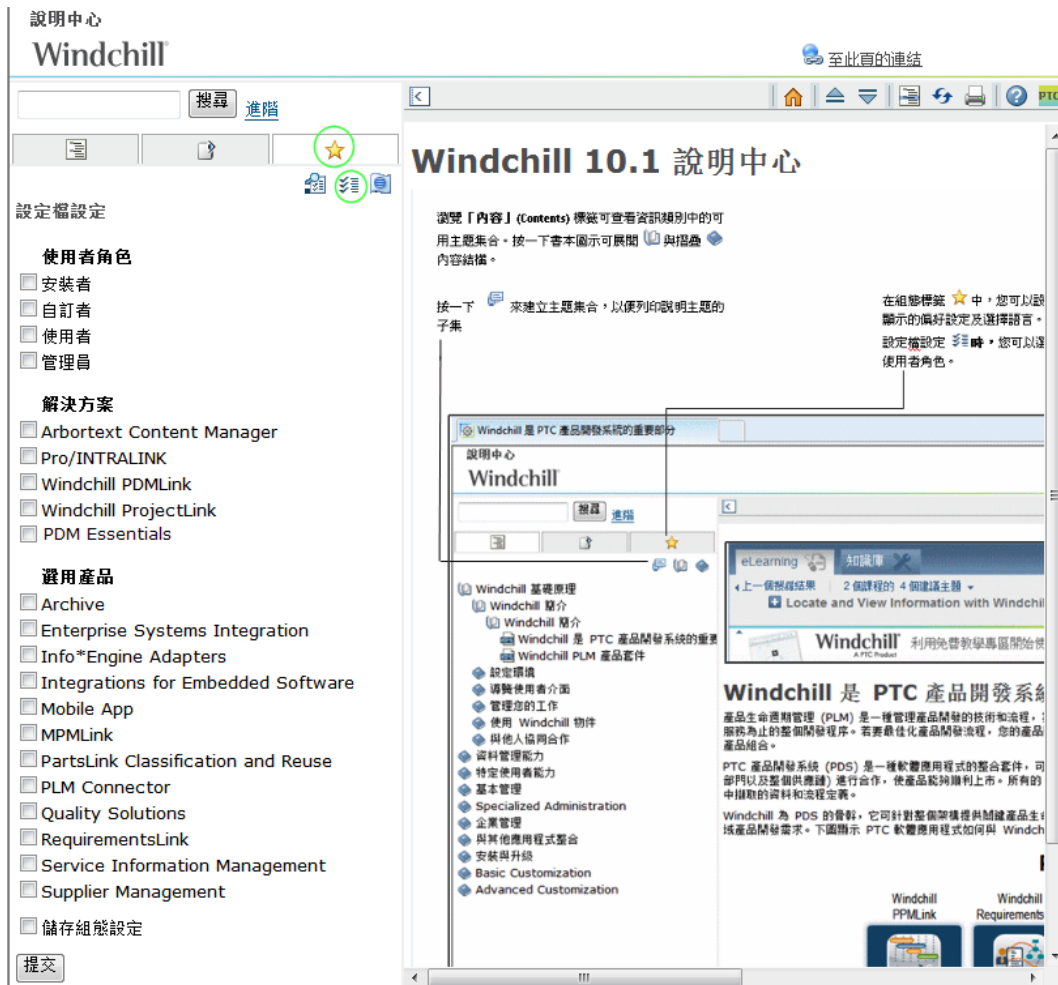 說明中心
Windchill
至此頁的連結
搜尋 進階
PTC
設定檔設定
使用者角色
安裝者
自訂者
使用者
管理員
解決方案
Arbortext Content Manager
Pro/INTRALINK
Windchill PDMLink
Windchill ProjectLink
PDM Essentials
選用產品
Archive
Enterprise Systems Integration
Info*Engine Adapters
Integrations for Embedded Software
Mobile App
MPMLink
PartsLink Classification and Reuse
PLM Connector
Quality Solutions
RequirementsLink
Service Information Management
Supplier Management
儲存組態設定
提交
Windchill 10.1 說明中心
瀏覽「內容」(Contents) 標籤可查看資訊類別中的可
用主題集合。按一下書本圖示可展開 與摺疊
內容結構。
按一下 來建立主題集合，以便列印說明主題的
子集
在組態標籤 中，您可以設
顯示的偏好設定及選擇語言。
設定檔設定 時，您可以選
使用者角色。
Windchill 是 PTC 產品開發系統的重要部分
說明中心
Windchill
搜尋 進階
Windchill 基礎原理
Windchill 簡介
Windchill 簡介
Windchill 是 PTC 產品開發系統的重要
Windchill PLM 產品套件
設定環境
導覽使用者介面
管理您的工作
使用 Windchill 物件
與他人協同合作
資料管理能力
特定使用者能力
基本管理
Specialized Administration
企業管理
與其他應用程式整合
安裝與升級
Basic Customization
Advanced Customization
eLearning 知識庫
上一個搜尋結果 2 個課程的 4 個建議主題
Locate and View Information with Windchil
Windchill 利用免費教學專區開始使
A PTC Product
Windchill 是 PTC 產品開發系統
產品生命週期管理 (PLM) 是一種管理產品開發的技術和流程，
服務為止的整個開發程序。若要最佳化產品開發流程，您的產品
產品組合。
PTC 產品開發系統 (PDS) 是一種軟體應用程式的整合套件，可
部門以及整個供應鏈) 進行合作，使產品能夠順利上市。所有的
中擷取的資料和流程定義。
Windchill 為 PDS 的骨幹，它可針對整個架構提供關鍵產品生命
域產品開發需求。下圖顯示 PTC 軟體應用程式如何與 Windch
Windchill
PPMLink
Windchill
Requirements